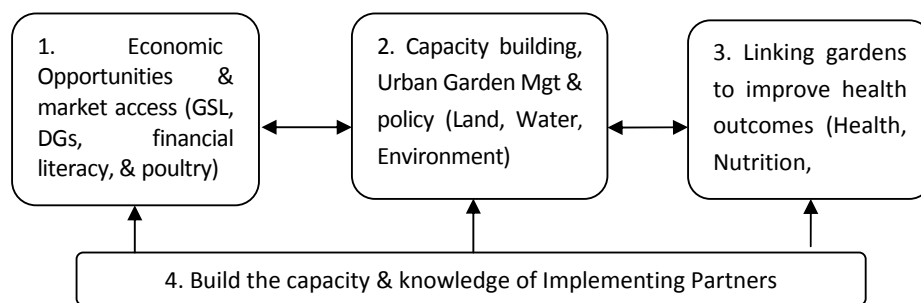 1. Economic
Opportunities &
market access (GSL,
DGs, financial
literacy, & poultry)
2. Capacity building,
Urban Garden Mgt &
policy (Land, Water,
Environment)
3. Linking gardens
to improve health
outcomes (Health,
Nutrition,
4. Build the capacity & knowledge of Implementing Partners